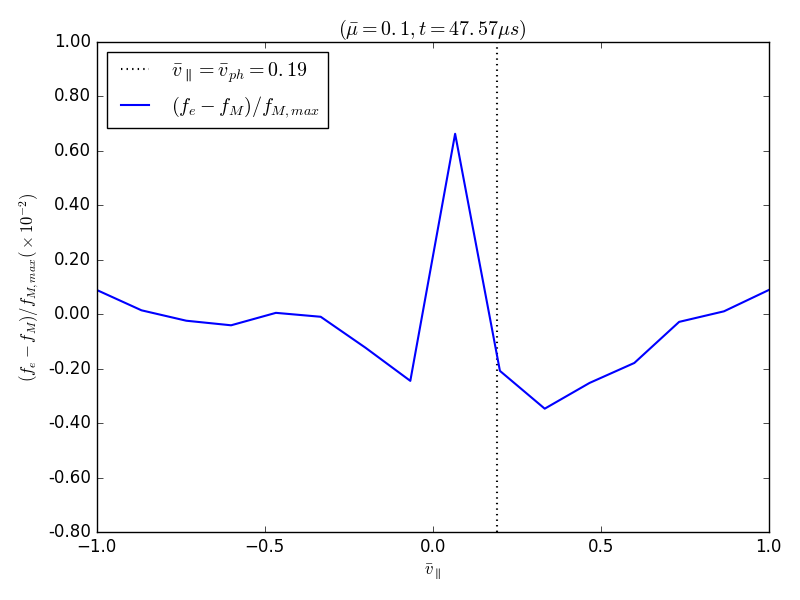 (μ̄ = 0.1, t = 47.57μs)
1.00
0.80
0.60
0.40
0.20
0.00
-0.20
-0.40
-0.60
-0.80
v̄∥ = v̄ph = 0.19
(fe − fM)/fM,max
(fe − fM)/fM,max(×10⁻²)
−1.0 −0.5 0.0 0.5 1.0
v̄∥